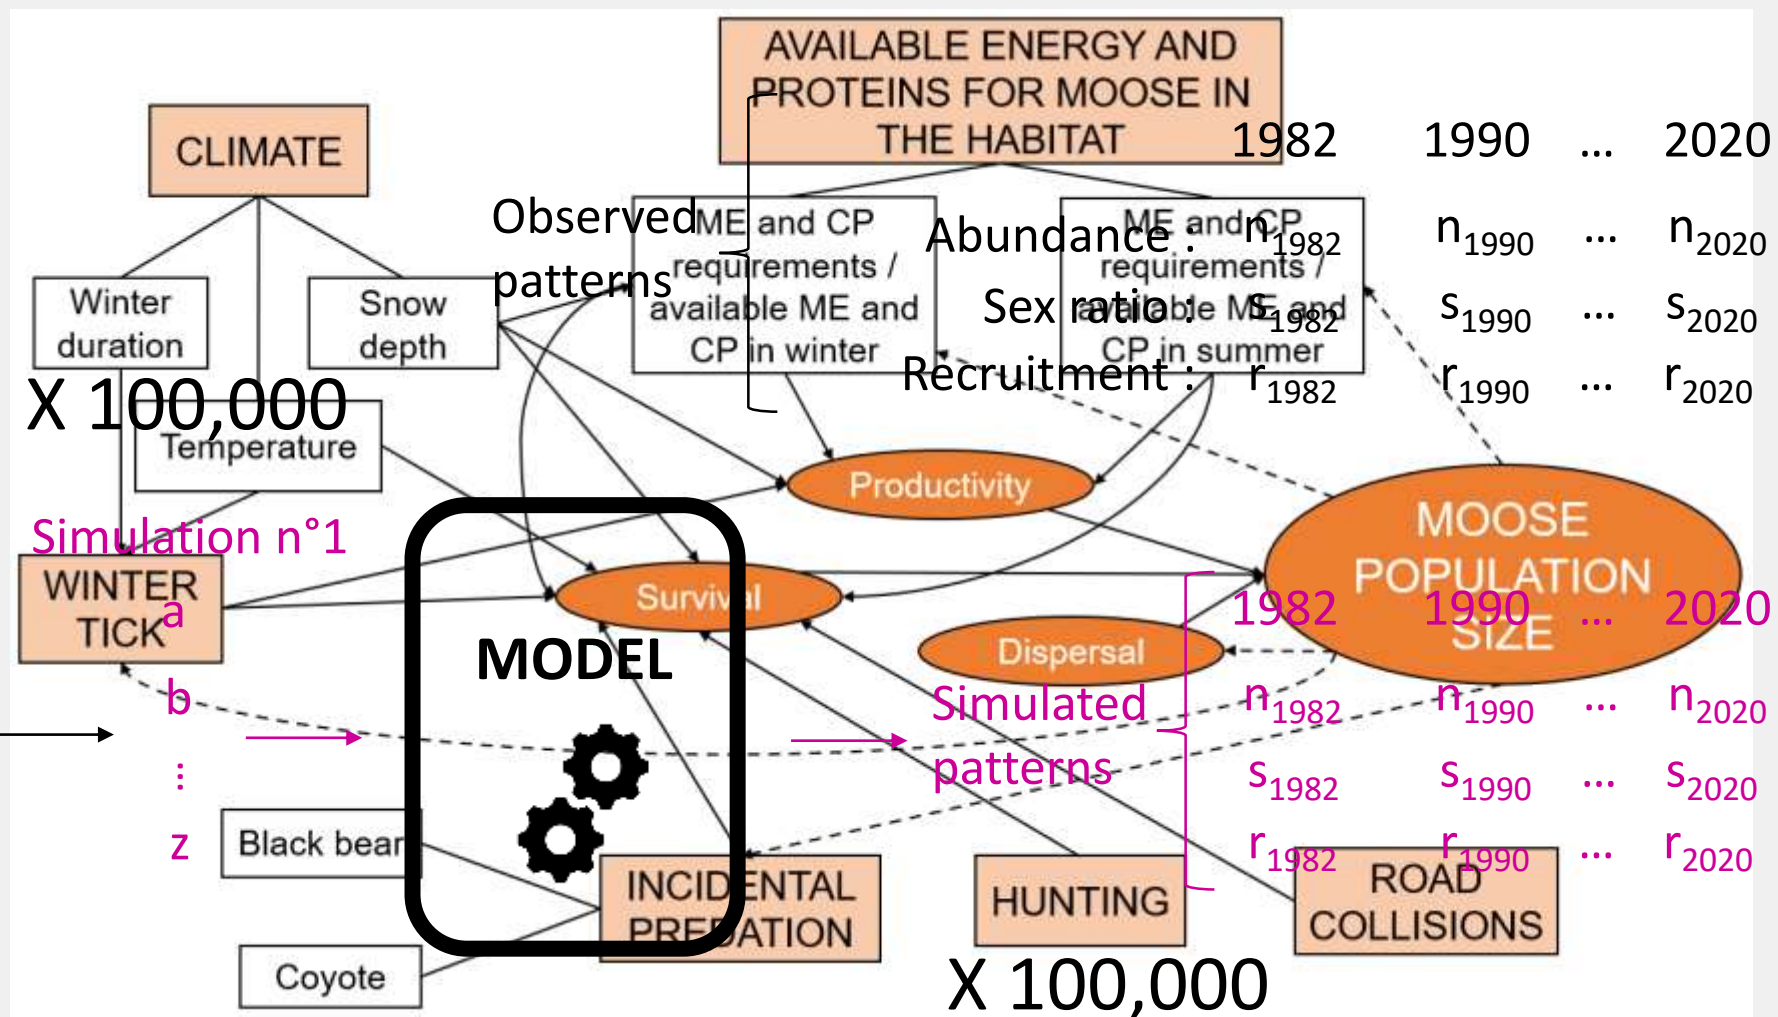 AVAILABLE ENERGY AND
PROTEINS FOR MOOSE IN
THE HABITAT
CLIMATE
1982 1990 ... 2020
Observed
patterns
ME and CP
requirements /
available ME and
CP in winter
ME and CP
requirements /
available ME and
CP in summer
Abundance : n1982 n1990 ... n2020
Sex ratio : s1982 s1990 ... s2020
Recruitment : r1982 r1990 ... r2020
Winter
duration
Snow
depth
X 100,000
Temperature
Productivity
MOOSE
POPULATION
SIZE
Simulation n°1
WINTER
TICK
a
b
⋮
z
Survival
MODEL
Dispersal
Simulated
patterns
1982 1990 ... 2020
n1982 n1990 ... n2020
s1982 s1990 ... s2020
r1982 r1990 ... r2020
Black bear
Coyote
INCIDENTAL
PREDATION
HUNTING
ROAD
COLLISIONS
X 100,000